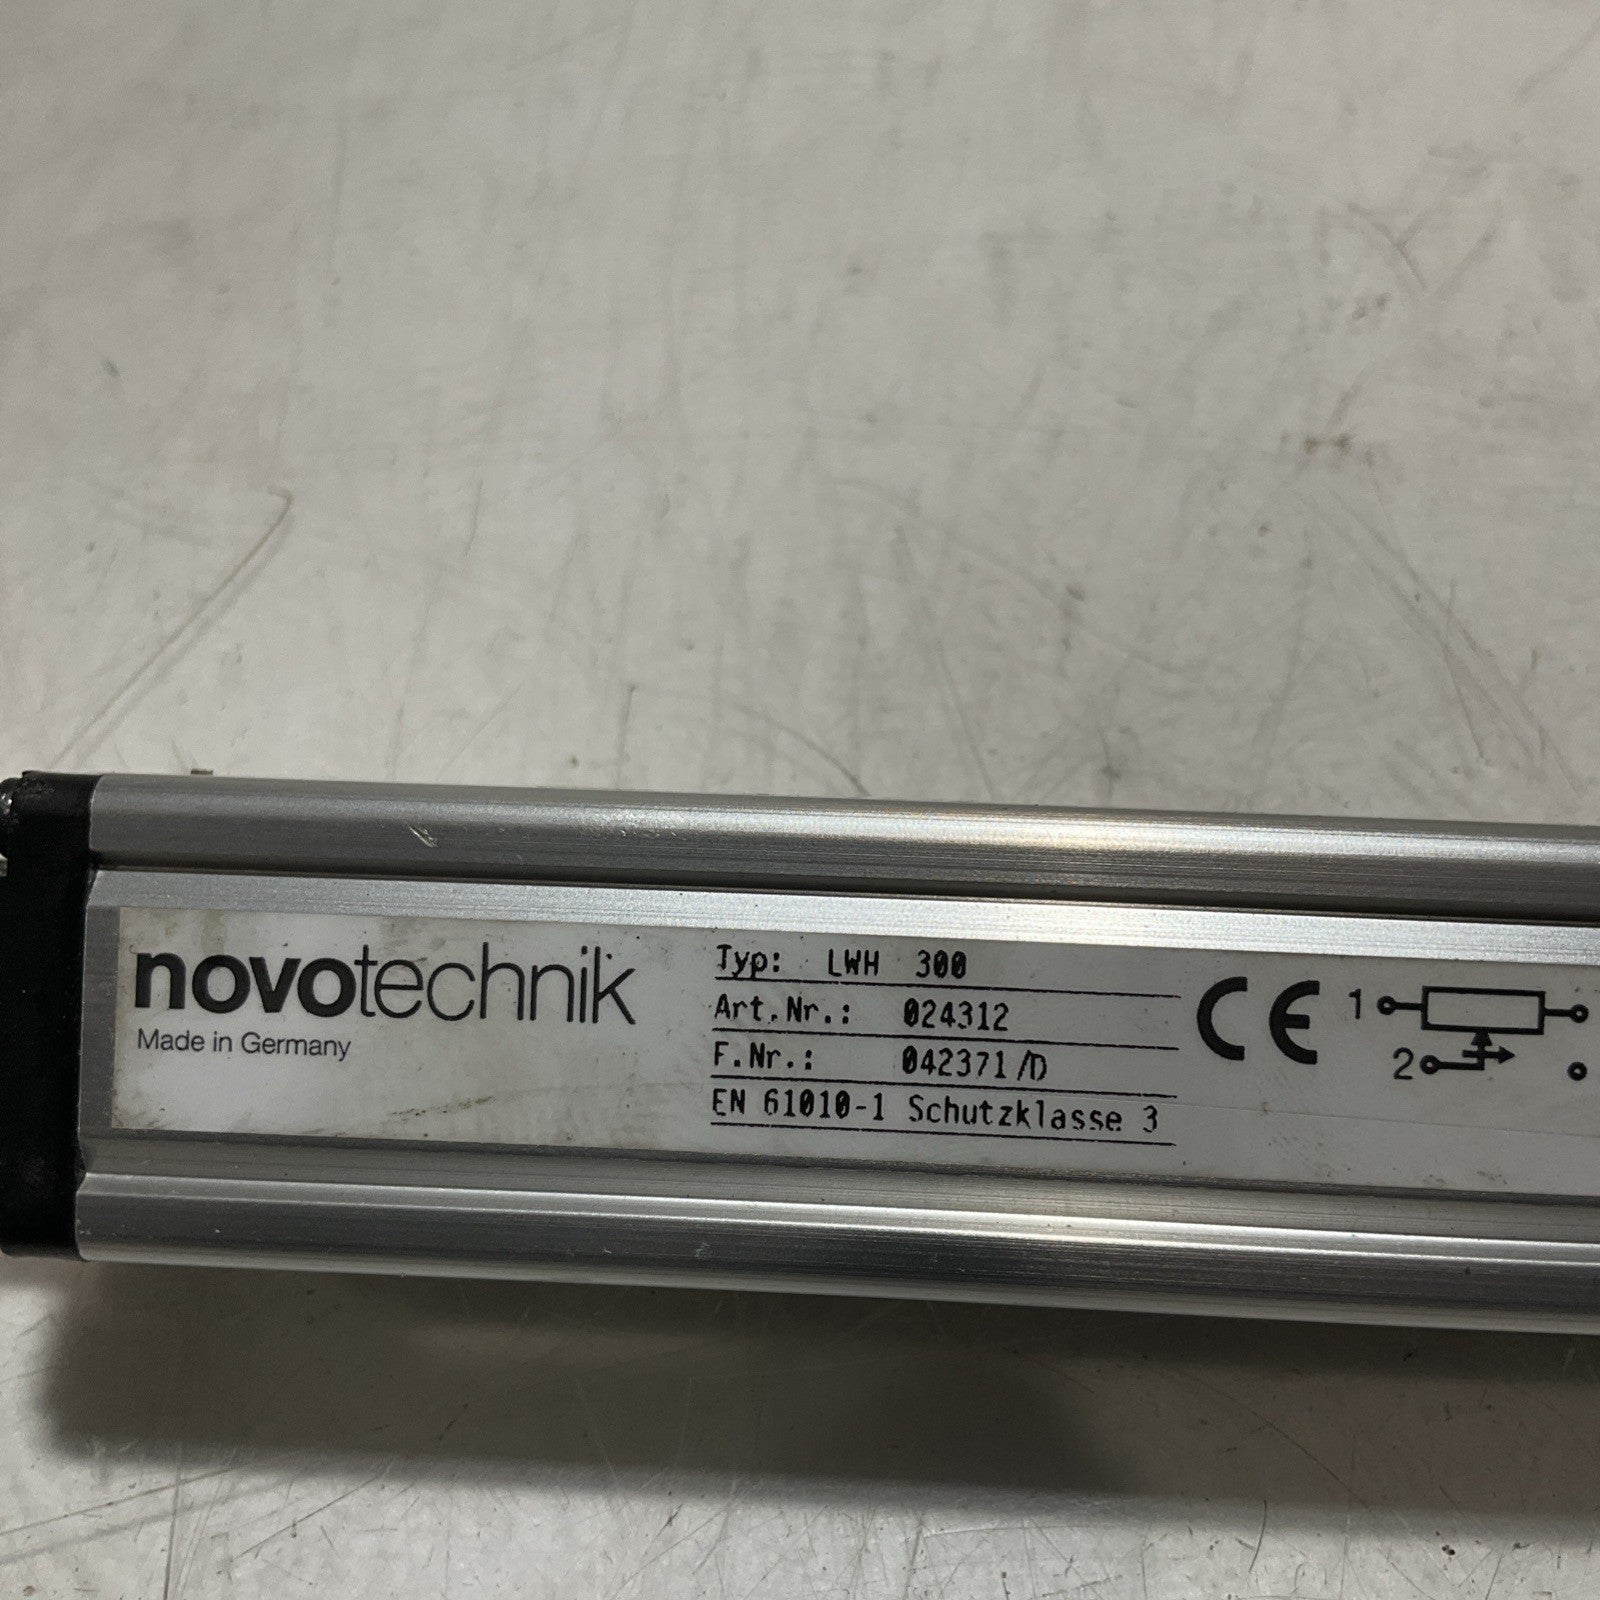 novotechnik
Made in Germany
Typ: LWH 300
Art.Nr.: 024312
F.Nr.: 042371/D
EN 61010-1 Schutzklasse 3
CE
1
2